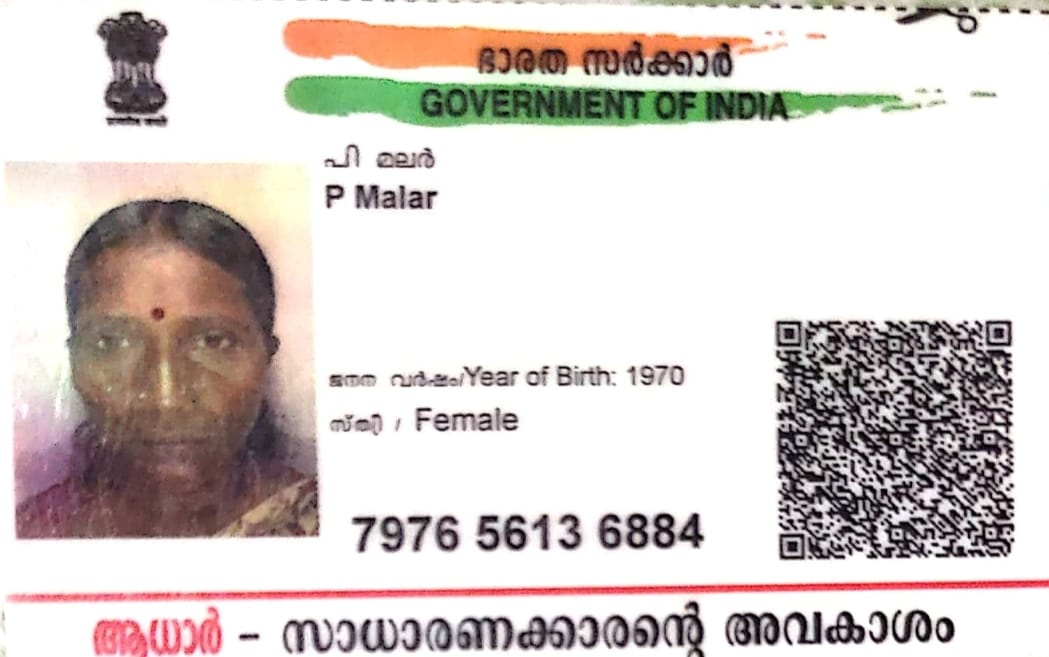 ഭാരത സർക്കാർ
GOVERNMENT OF INDIA
പി മലർ
P Malar
ജനന വർഷം/Year of Birth: 1970
സ്ത്രീ / Female
7976 5613 6884
ആധാർ - സാധാരണക്കാരന്റെ അവകാശം